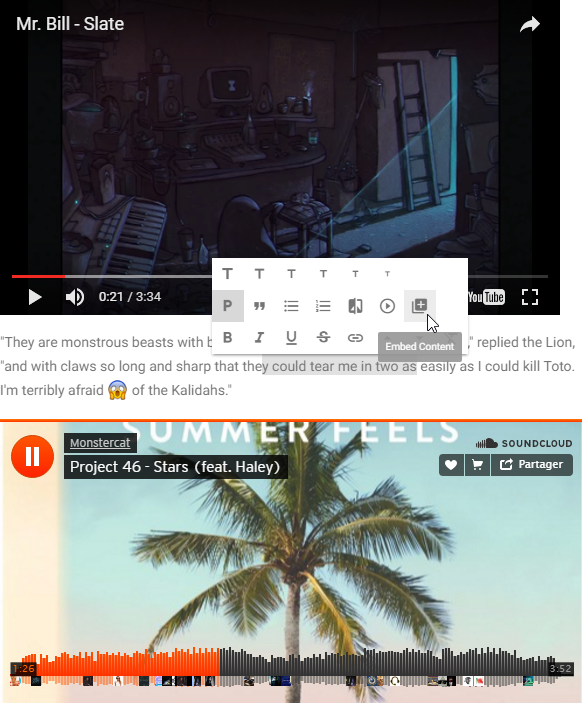 Mr. Bill - Slate
0:21 / 3:34
YouTube
T T T T T T
P
B I U S
Embed Content
"They are monstrous beasts with b ," replied the Lion,
"and with claws so long and sharp that they could tear me in two as easily as I could kill Toto.
I'm terribly afraid 😱 of the Kalidahs."
SUMMER FEELS
Monstercat
Project 46 - Stars (feat. Haley)
SOUNDCLOUD
Partager
1:26
3:52